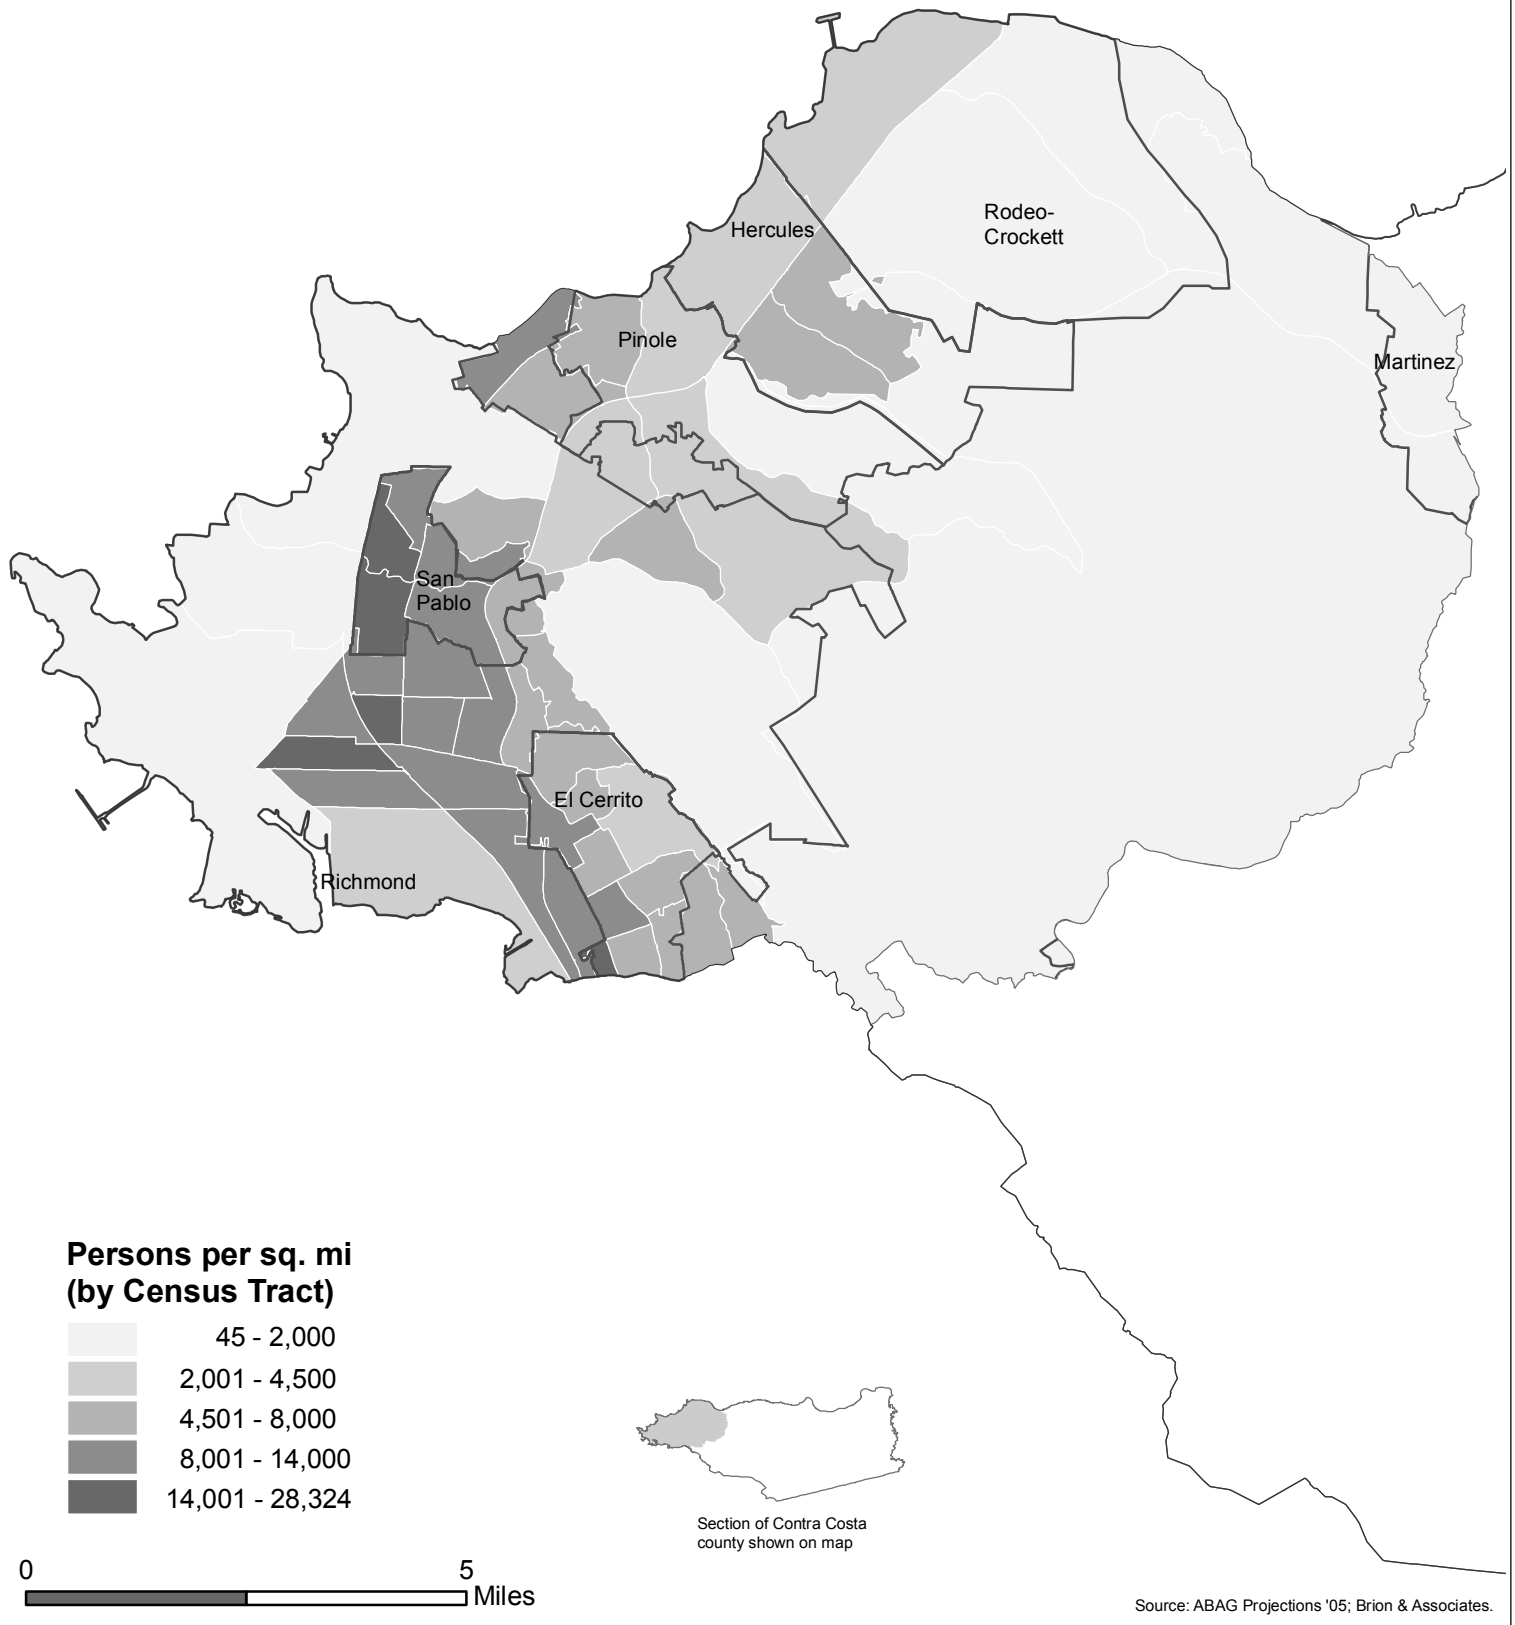 Hercules
Rodeo-
Crockett
Pinole
Martinez
San
Pablo
El Cerrito
Richmond
Persons per sq. mi
(by Census Tract)
45 - 2,000
2,001 - 4,500
4,501 - 8,000
8,001 - 14,000
14,001 - 28,324
Section of Contra Costa
county shown on map
0 5
Miles
Source: ABAG Projections '05; Brion & Associates.